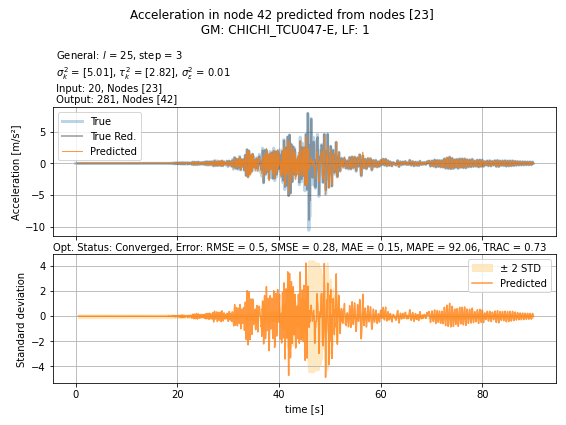 Acceleration in node 42 predicted from nodes [23]
GM: CHICHI_TCU047-E, LF: 1
General: l = 25, step = 3
σ²ₖ = [5.01], τ²ₖ = [2.82], σ²ε = 0.01
Input: 20, Nodes [23]
Output: 281, Nodes [42]
Acceleration [m/s²]
5
0
−5
−10
True
True Red.
Predicted
Opt. Status: Converged, Error: RMSE = 0.5, SMSE = 0.28, MAE = 0.15, MAPE = 92.06, TRAC = 0.73
Standard deviation
4
2
0
−2
−4
± 2 STD
Predicted
0 20 40 60 80
time [s]